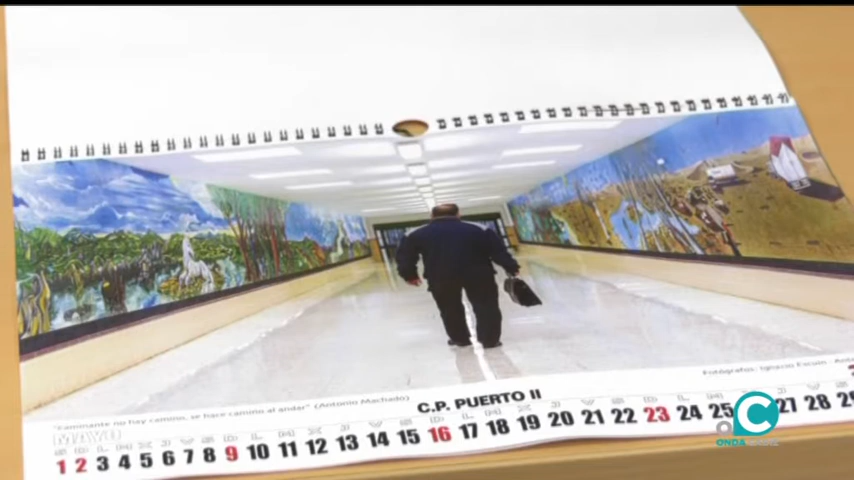 "Caminante no hay camino, se hace camino al andar" (Antonio Machado)
C.P. PUERTO II
Fotógrafos: Ignacio
MAYO
1 2 3 4 5 6 7 8 9 10 11 12 13 14 15 16 17 18 19 20 21 22 23 24 25 27 28
ONDA